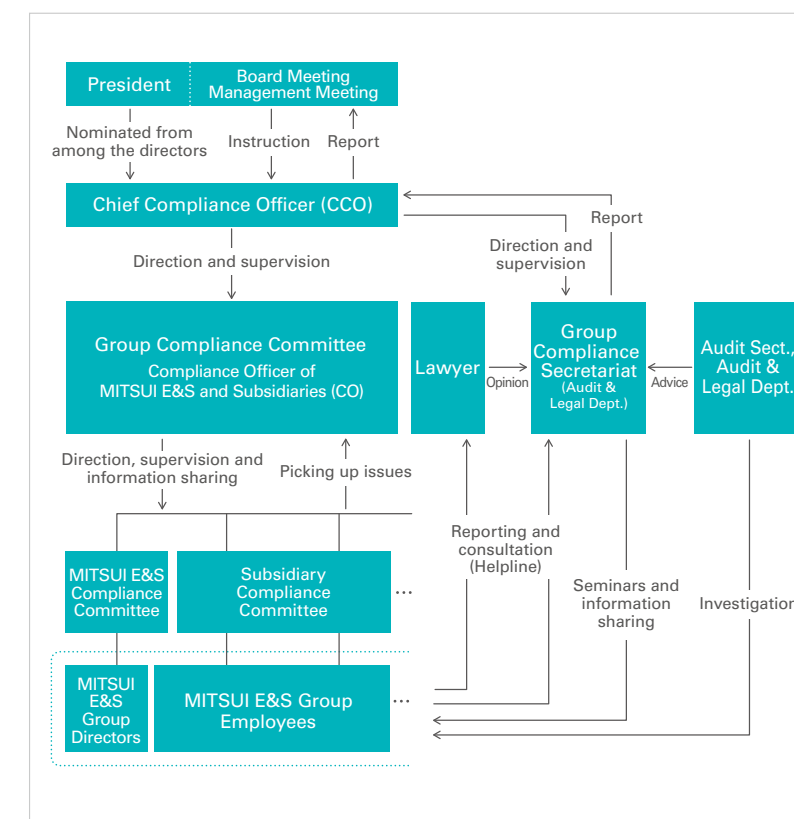 President
Board Meeting
Management Meeting
Nominated from
among the directors
Instruction
Report
Chief Compliance Officer (CCO)
Report
Direction and supervision
Direction and
supervision
Group Compliance Committee
Compliance Officer of
MITSUI E&S and Subsidiaries (CO)
Lawyer
Opinion
Group
Compliance
Secretariat
(Audit &
Legal Dept.)
Advice
Audit Sect.,
Audit &
Legal Dept.
Direction, supervision and
information sharing
Picking up issues
Reporting and
consultation
(Helpline)
Seminars and
information
sharing
Investigation
MITSUI E&S
Compliance
Committee
Subsidiary
Compliance
Committee
...
MITSUI
E&S
Group
Directors
MITSUI E&S Group
Employees
...